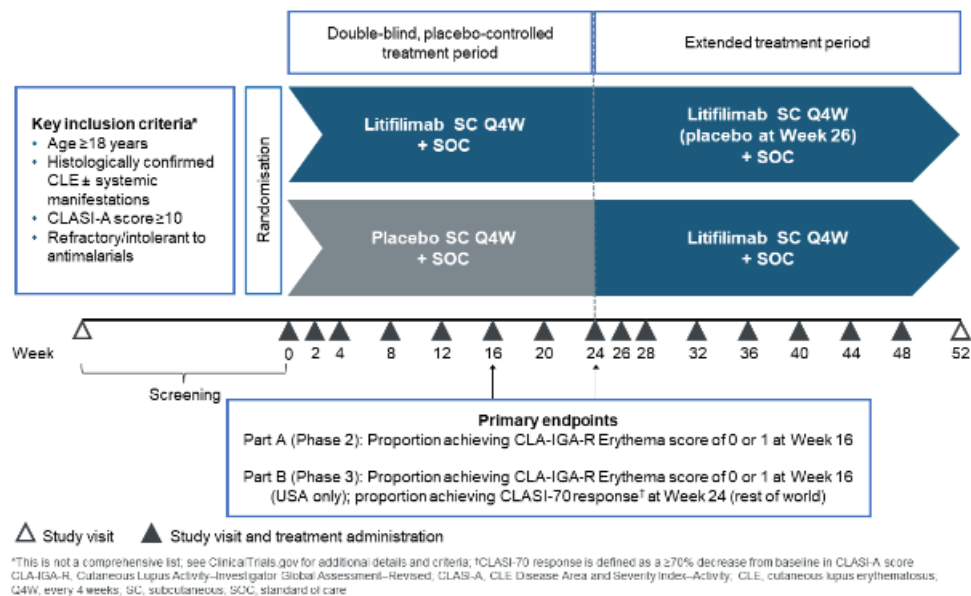 Double-blind, placebo-controlled
treatment period
Extended treatment period
Key inclusion criteria*
• Age ≥18 years
• Histologically confirmed
CLE ± systemic
manifestations
• CLASI-A score ≥10
• Refractory/intolerant to
antimalarials
Randomisation
Litifilimab SC Q4W
+ SOC
Litifilimab SC Q4W
(placebo at Week 26)
+ SOC
Placebo SC Q4W
+ SOC
Litifilimab SC Q4W
+ SOC
Week 0 2 4 8 12 16 20 24 26 28 32 36 40 44 48 52
Screening
Primary endpoints
Part A (Phase 2): Proportion achieving CLA-IGA-R Erythema score of 0 or 1 at Week 16
Part B (Phase 3): Proportion achieving CLA-IGA-R Erythema score of 0 or 1 at Week 16
(USA only); proportion achieving CLASI-70 response† at Week 24 (rest of world)
Study visit
Study visit and treatment administration
*This is not a comprehensive list; see ClinicalTrials.gov for additional details and criteria; †CLASI-70 response is defined as a ≥70% decrease from baseline in CLASI-A score
CLA-IGA-R, Cutaneous Lupus Activity–Investigator Global Assessment–Revised; CLASI-A, CLE Disease Area and Severity Index–Activity; CLE, cutaneous lupus erythematosus;
Q4W, every 4 weeks; SC, subcutaneous; SOC, standard of care